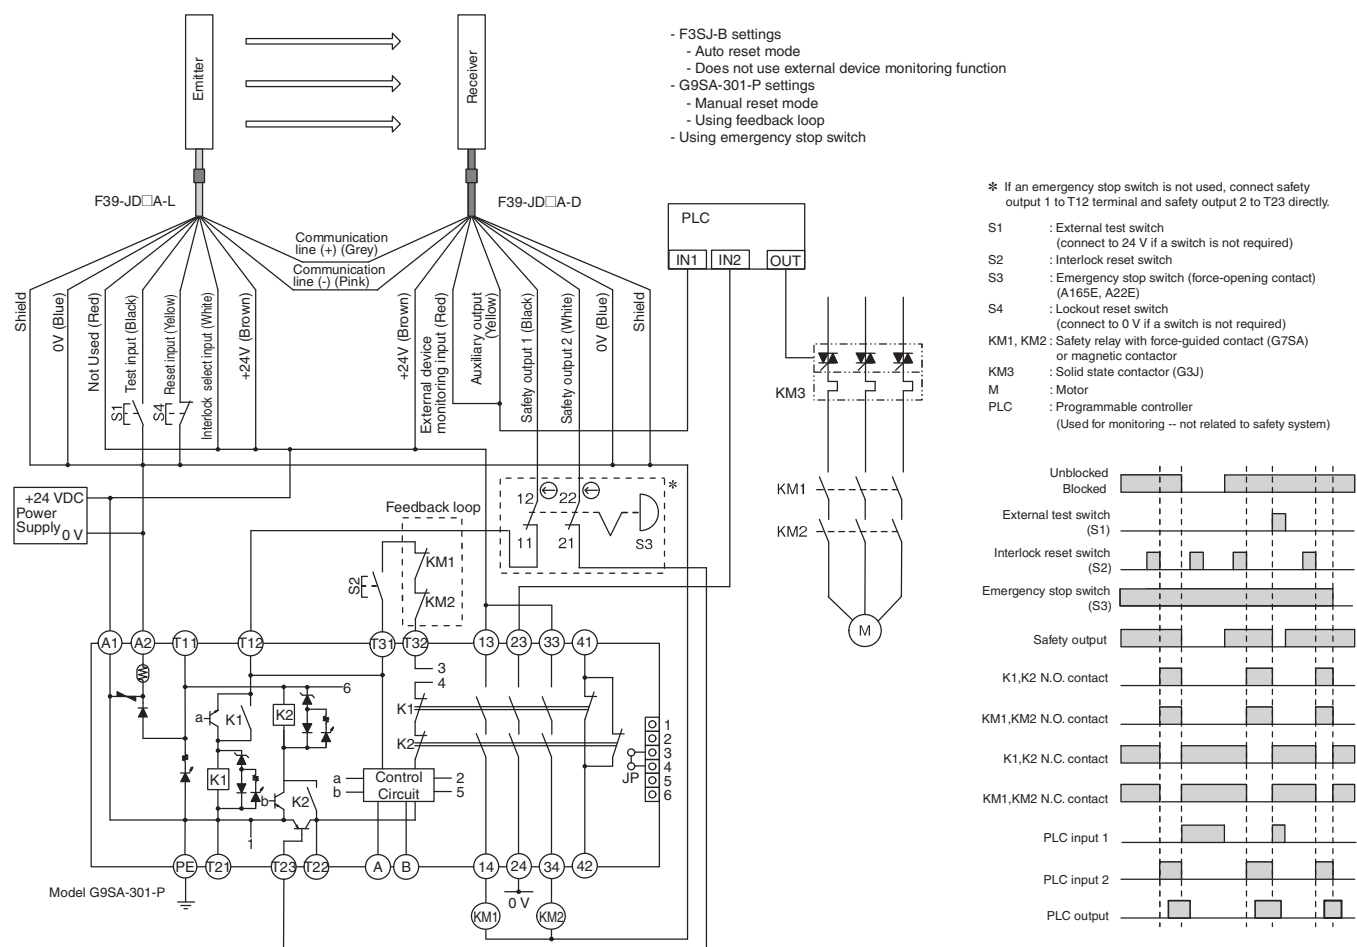 Emitter
Receiver
F39-JD□A-L
F39-JD□A-D
- F3SJ-B settings
- Auto reset mode
- Does not use external device monitoring function
- G9SA-301-P settings
- Manual reset mode
- Using feedback loop
- Using emergency stop switch
Communication
line (+) (Grey)
Communication
line (-) (Pink)
Shield
0V (Blue)
Not Used (Red)
Test input (Black)
Reset input (Yellow)
Interlock select input (White)
+24V (Brown)
+24V (Brown)
External device
monitoring input (Red)
Auxiliary output
(Yellow)
Safety output 1 (Black)
Safety output 2 (White)
0V (Blue)
Shield
S1
S4
PLC
IN1
IN2
OUT
KM3
KM1
KM2
M
+24 VDC
Power
Supply
0 V
Feedback loop
KM1
KM2
S2
12
22
11
21
S3
*
A1
A2
T11
T12
T31
T32
13
23
33
41
3
4
6
a
K1
K2
K1
K2
K1
b
K2
1
a
b
Control
Circuit
2
5
JP
1
2
3
4
5
6
PE
T21
T23
T22
A
B
14
24
34
42
Model G9SA-301-P
KM1
0 V
KM2
* If an emergency stop switch is not used, connect safety
output 1 to T12 terminal and safety output 2 to T23 directly.
S1 : External test switch
(connect to 24 V if a switch is not required)
S2 : Interlock reset switch
S3 : Emergency stop switch (force-opening contact)
(A165E, A22E)
S4 : Lockout reset switch
(connect to 0 V if a switch is not required)
KM1, KM2 : Safety relay with force-guided contact (G7SA)
or magnetic contactor
KM3 : Solid state contactor (G3J)
M : Motor
PLC : Programmable controller
(Used for monitoring -- not related to safety system)
Unblocked
Blocked
External test switch
(S1)
Interlock reset switch
(S2)
Emergency stop switch
(S3)
Safety output
K1,K2 N.O. contact
KM1,KM2 N.O. contact
K1,K2 N.C. contact
KM1,KM2 N.C. contact
PLC input 1
PLC input 2
PLC output